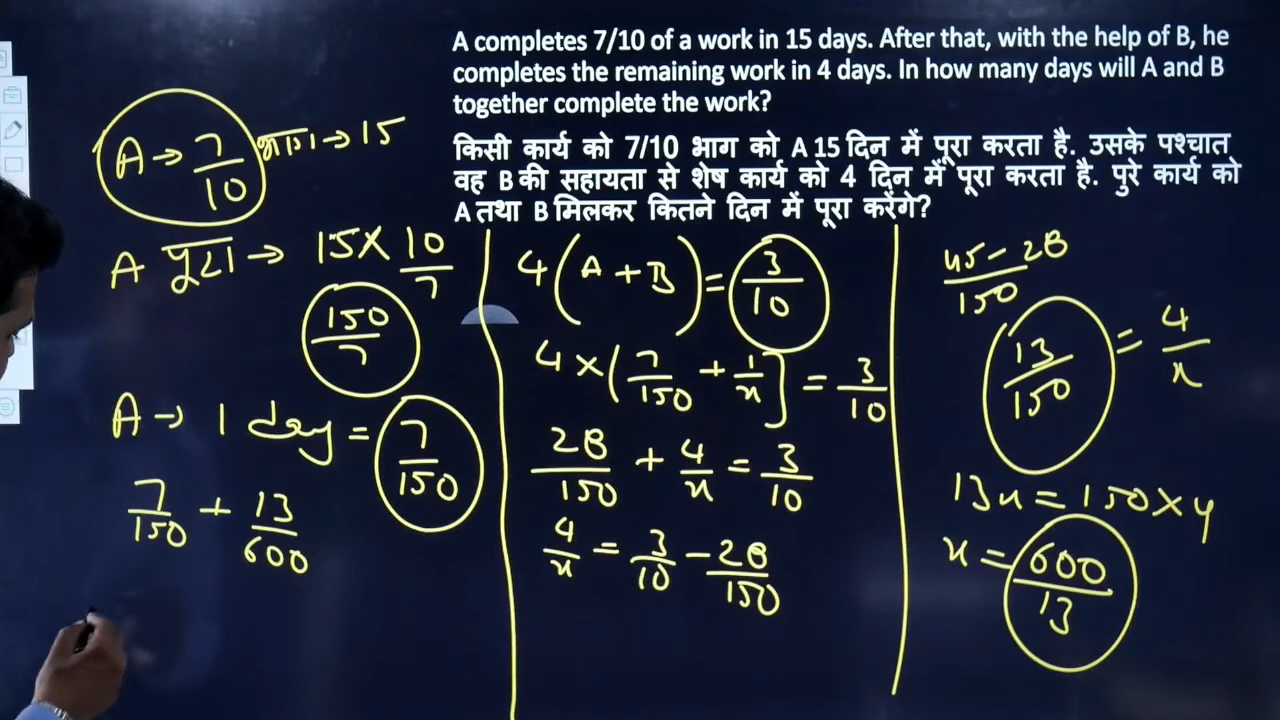 A completes 7/10 of a work in 15 days. After that, with the help of B, he
completes the remaining work in 4 days. In how many days will A and B
together complete the work?
किसी कार्य को 7/10 भाग को A 15 दिन में पूरा करता है. उसके पश्चात
वह B की सहायता से शेष कार्य को 4 दिन में पूरा करता है. पुरे कार्य को
A तथा B मिलकर कितने दिन में पूरा करेंगे?
A → 7/10 भाग → 15
A पूरा → 15 × 10/7
150/7
A → 1 day = 7/150
7/150 + 13/600
4(A + B) = 3/10
4 × (7/150 + 1/x] = 3/10
28/150 + 4/x = 3/10
4/x = 3/10 - 28/150
45 - 28/150
13/150 = 4/x
13x = 150 × 4
x = 600/13